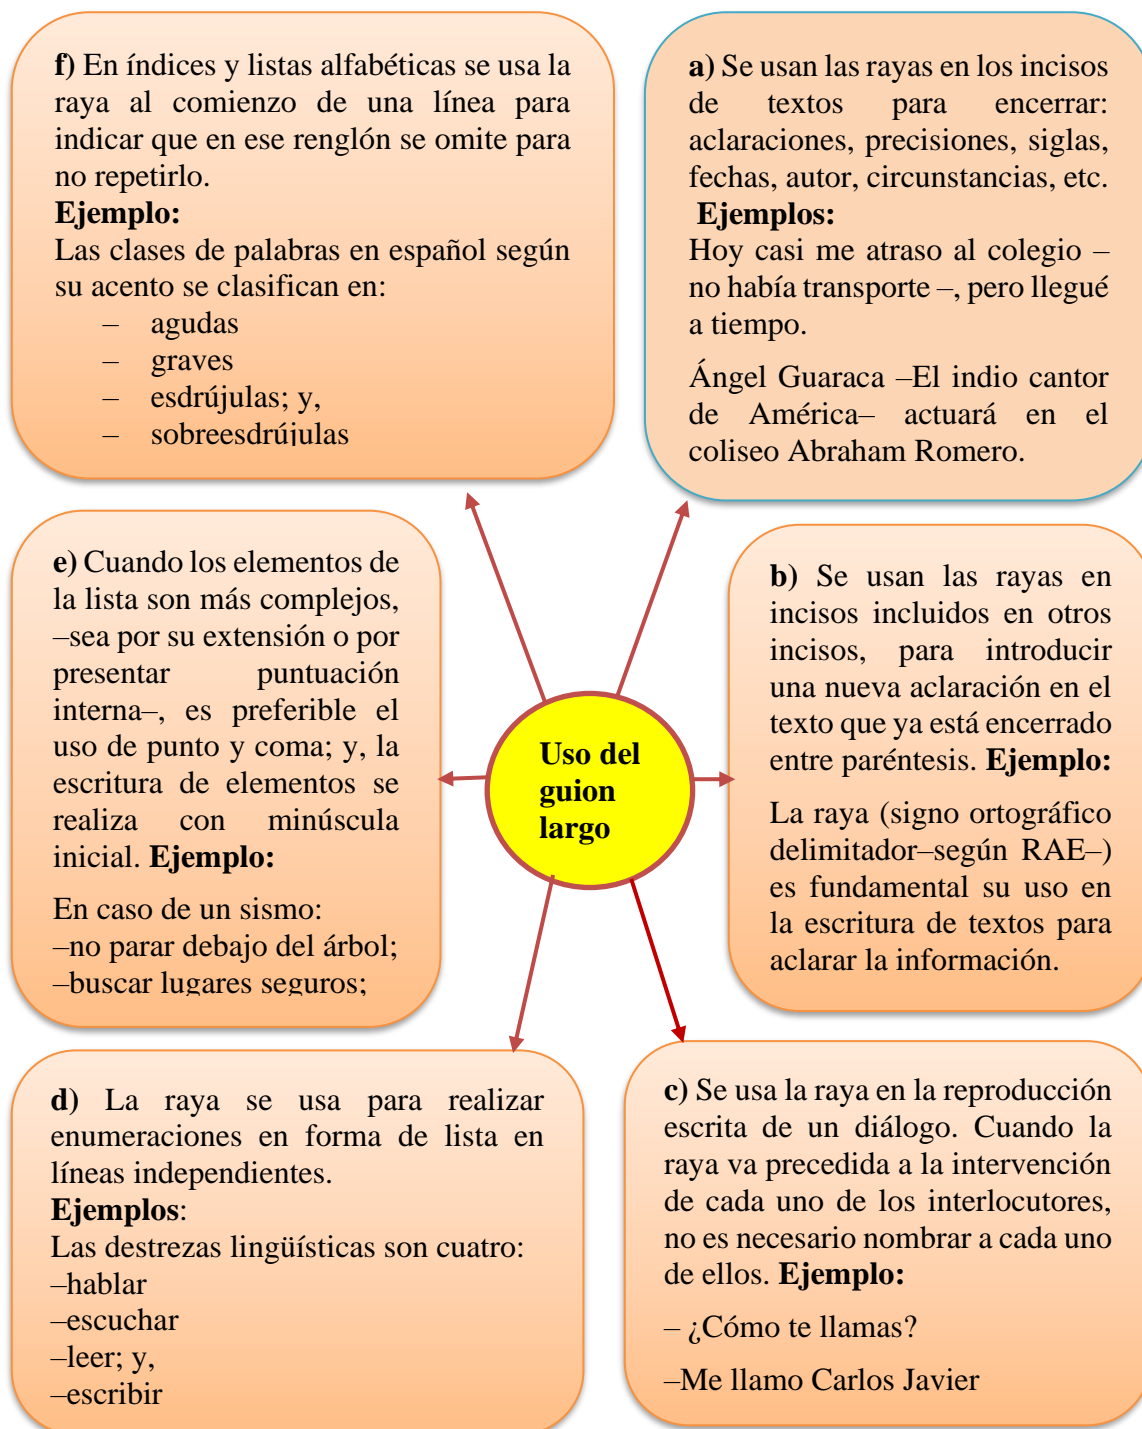 f) En índices y listas alfabéticas se usa la
raya al comienzo de una línea para
indicar que en ese renglón se omite para
no repetirlo.
Ejemplo:
Las clases de palabras en español según
su acento se clasifican en:
– agudas
– graves
– esdrújulas; y,
– sobreesdrújulas
a) Se usan las rayas en los incisos
de textos para encerrar:
aclaraciones, precisiones, siglas,
fechas, autor, circunstancias, etc.
Ejemplos:
Hoy casi me atraso al colegio –
no había transporte –, pero llegué
a tiempo.
Ángel Guaraca –El indio cantor
de América– actuará en el
coliseo Abraham Romero.
e) Cuando los elementos de
la lista son más complejos,
–sea por su extensión o por
presentar puntuación
interna–, es preferible el
uso de punto y coma; y, la
escritura de elementos se
realiza con minúscula
inicial. Ejemplo:
En caso de un sismo:
–no parar debajo del árbol;
–buscar lugares seguros;
Uso del
guion
largo
b) Se usan las rayas en
incisos incluidos en otros
incisos, para introducir
una nueva aclaración en el
texto que ya está encerrado
entre paréntesis. Ejemplo:
La raya (signo ortográfico
delimitador–según RAE–)
es fundamental su uso en
la escritura de textos para
aclarar la información.
d) La raya se usa para realizar
enumeraciones en forma de lista en
líneas independientes.
Ejemplos:
Las destrezas lingüísticas son cuatro:
–hablar
–escuchar
–leer; y,
–escribir
c) Se usa la raya en la reproducción
escrita de un diálogo. Cuando la
raya va precedida a la intervención
de cada uno de los interlocutores,
no es necesario nombrar a cada uno
de ellos. Ejemplo:
– ¿Cómo te llamas?
–Me llamo Carlos Javier